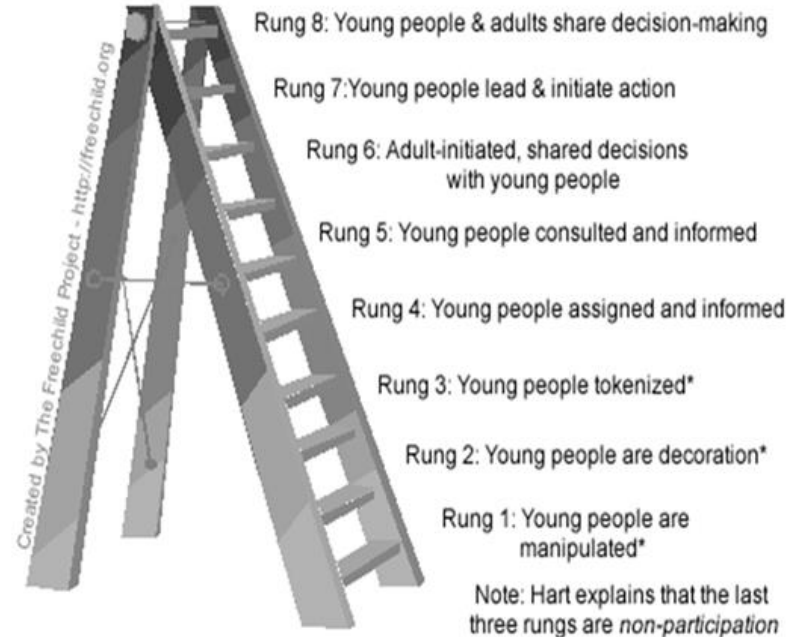 Rung 8: Young people & adults share decision-making
Rung 7:Young people lead & initiate action
Rung 6: Adult-initiated, shared decisions
with young people
Rung 5: Young people consulted and informed
Rung 4: Young people assigned and informed
Rung 3: Young people tokenized*
Rung 2: Young people are decoration*
Rung 1: Young people are
manipulated*
Note: Hart explains that the last
three rungs are non-participation
Created by The Freechild Project - http://freechild.org